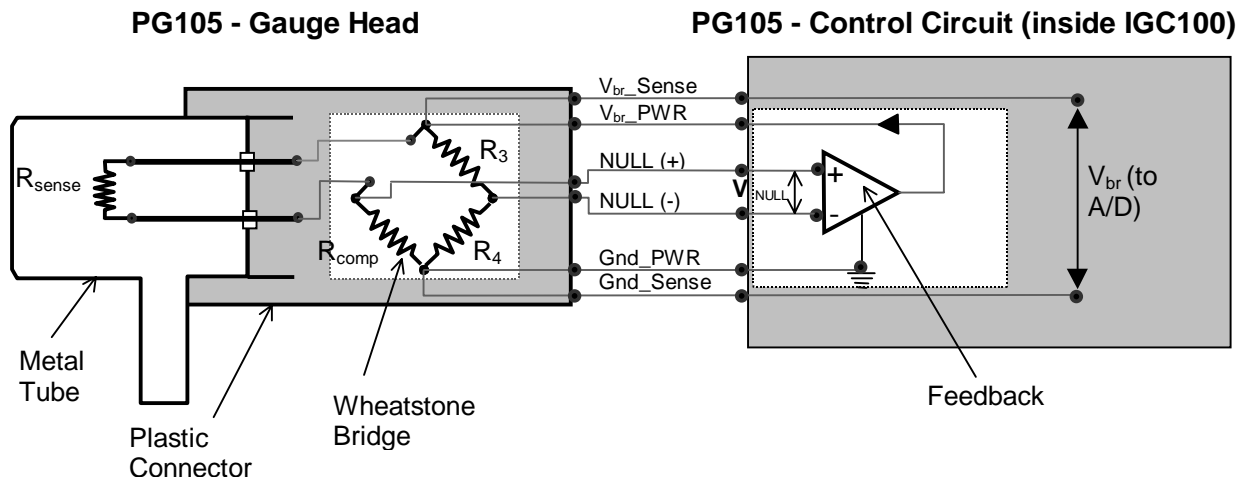 PG105 - Gauge Head
PG105 - Control Circuit (inside IGC100)
Vbr_Sense
Vbr_PWR
NULL (+)
NULL (-)
Gnd_PWR
Gnd_Sense
Rsense
R3
Rcomp
R4
VNULL
+
-
Vbr (to
A/D)
Metal
Tube
Plastic
Connector
Wheatstone
Bridge
Feedback